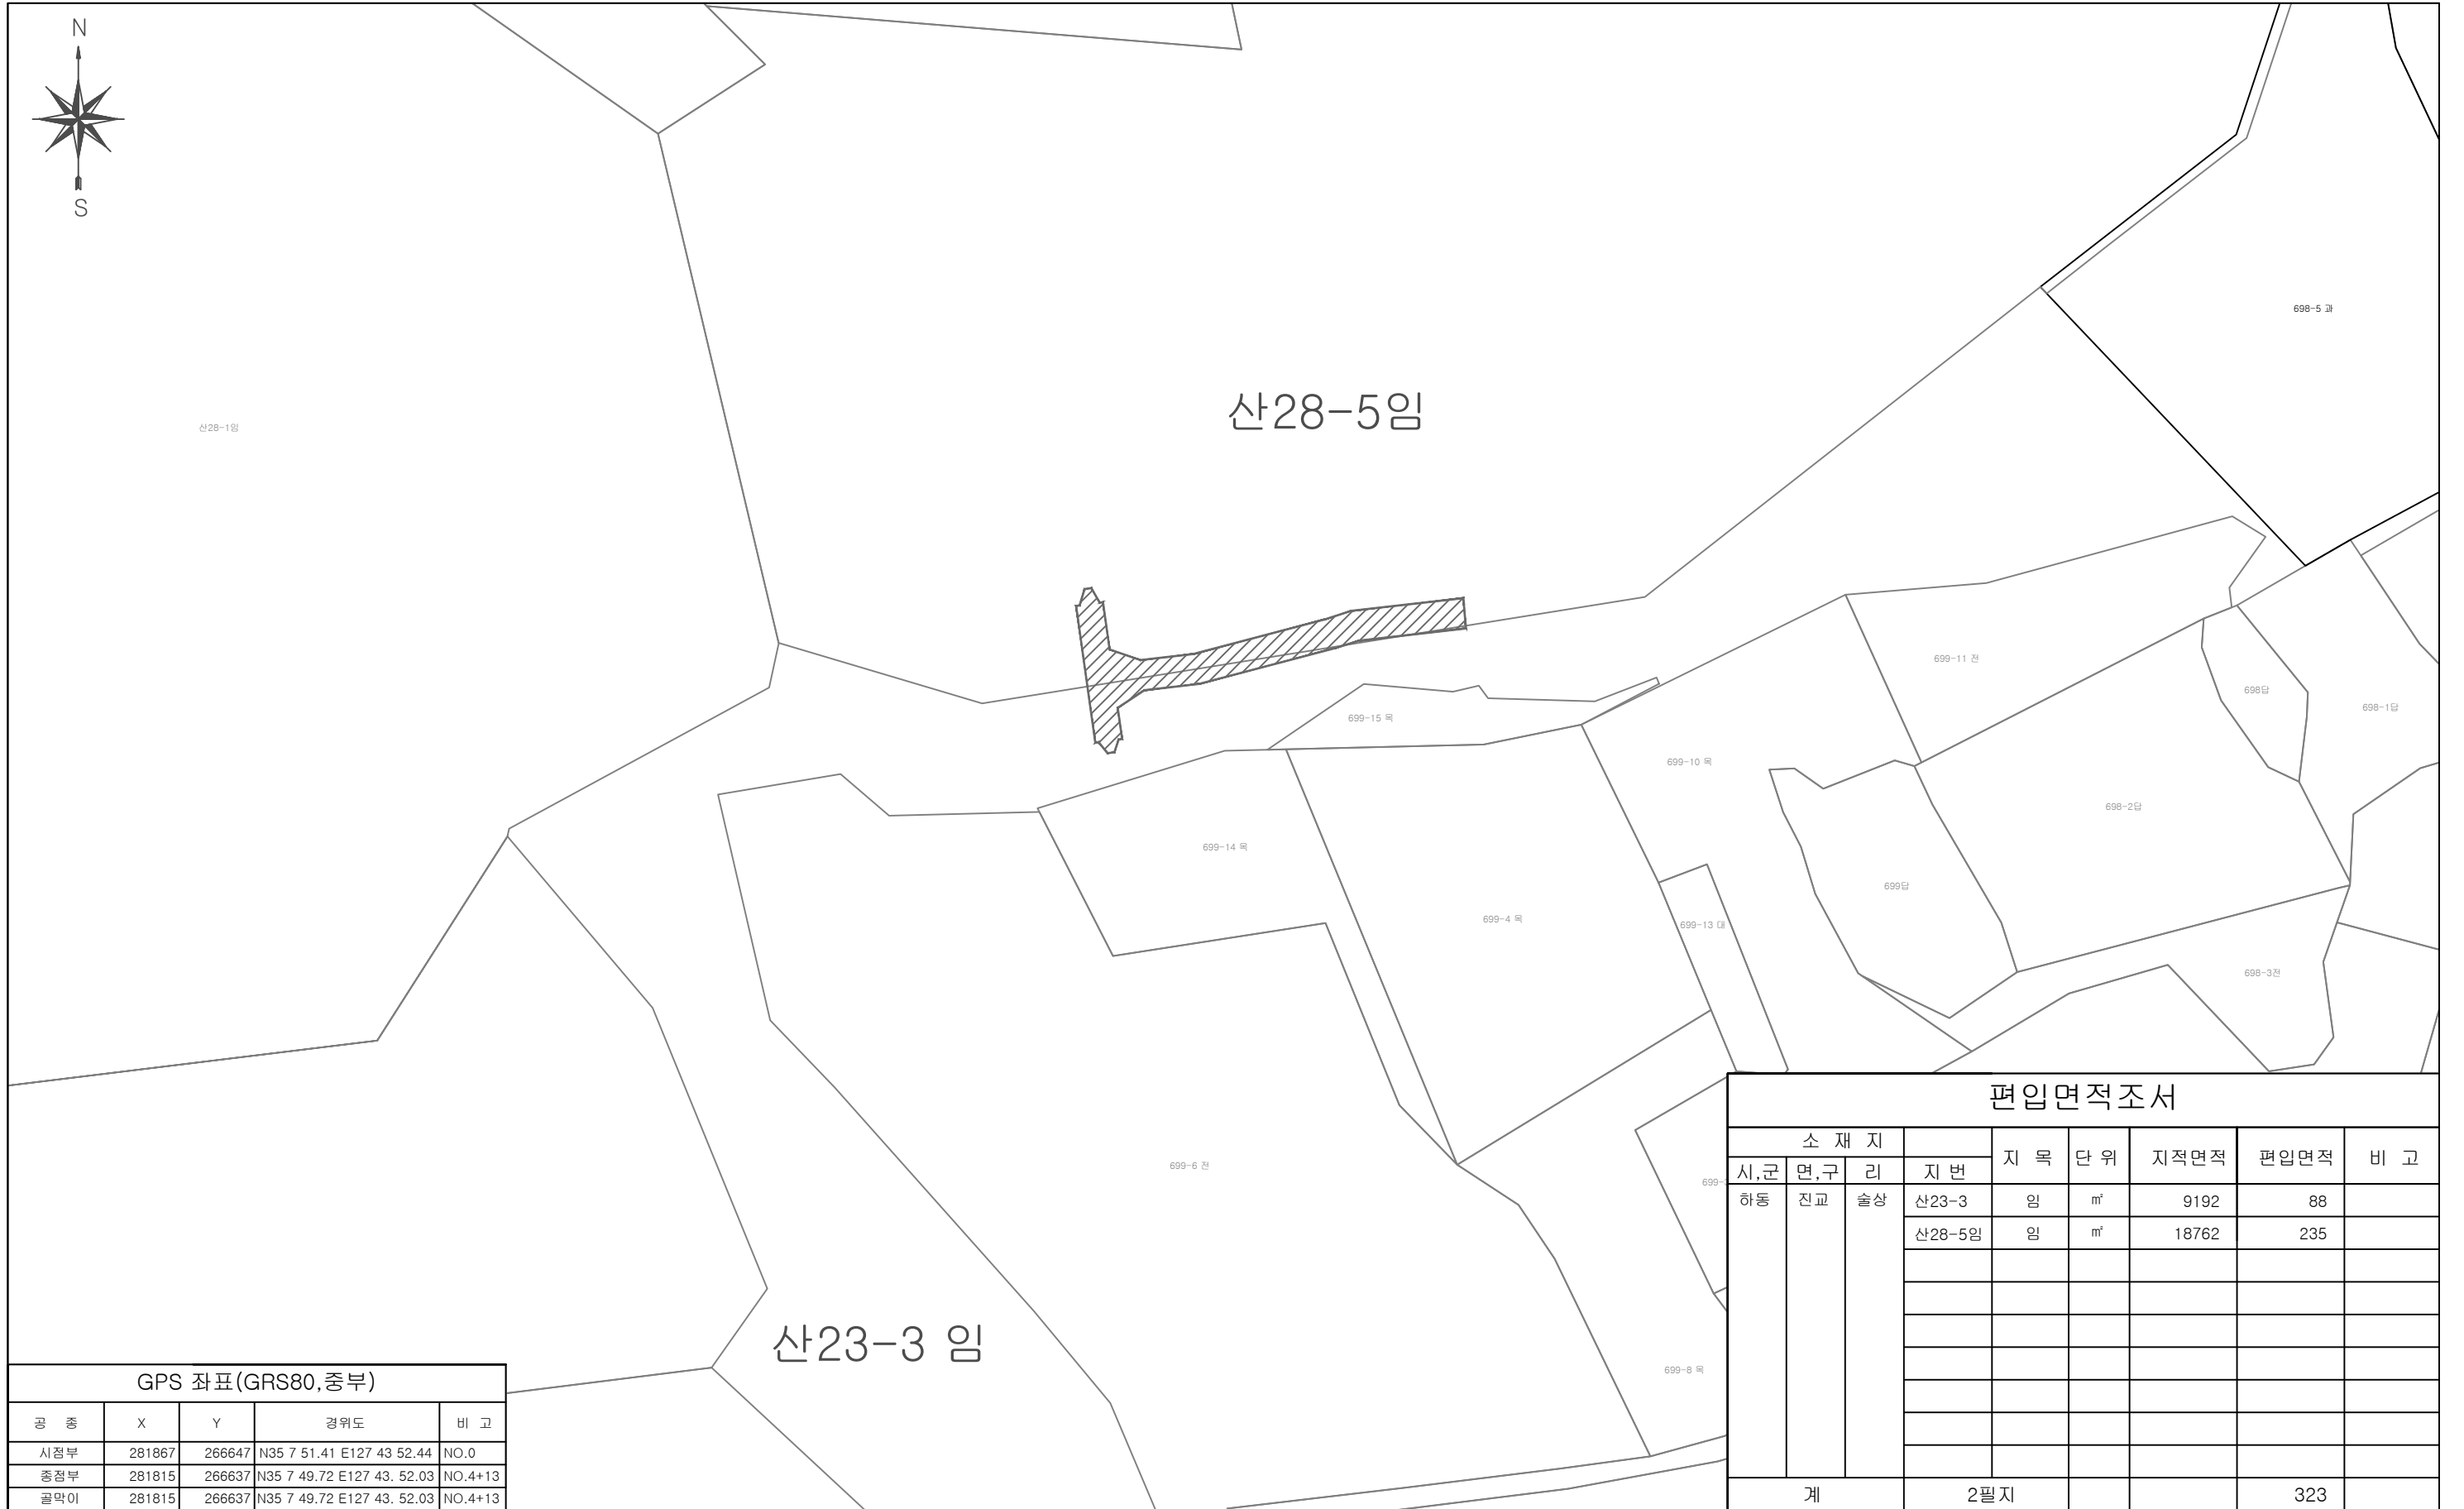 N
S
산28-1임
산28-5임
698-5 과
699-11 전
698답
698-1답
699-15 목
699-10 목
698-2답
699-14 목
699답
699-4 목
699-13 대
698-3전
699-6 전
산23-3 임
699-8 목
GPS 좌표(GRS80,중부)
공 종 X Y 경위도 비 고
시점부 281867 266647 N35 7 51.41 E127 43 52.44 NO.0
종점부 281815 266637 N35 7 49.72 E127 43. 52.03 NO.4+13
골막이 281815 266637 N35 7 49.72 E127 43. 52.03 NO.4+13
편입면적조서
소 재 지 지 목 단 위 지적면적 편입면적 비 고
시,군 면,구 리 지 번
하동 진교 술상 산23-3 임 ㎡ 9192 88
산28-5임 임 ㎡ 18762 235
계 2필지 323